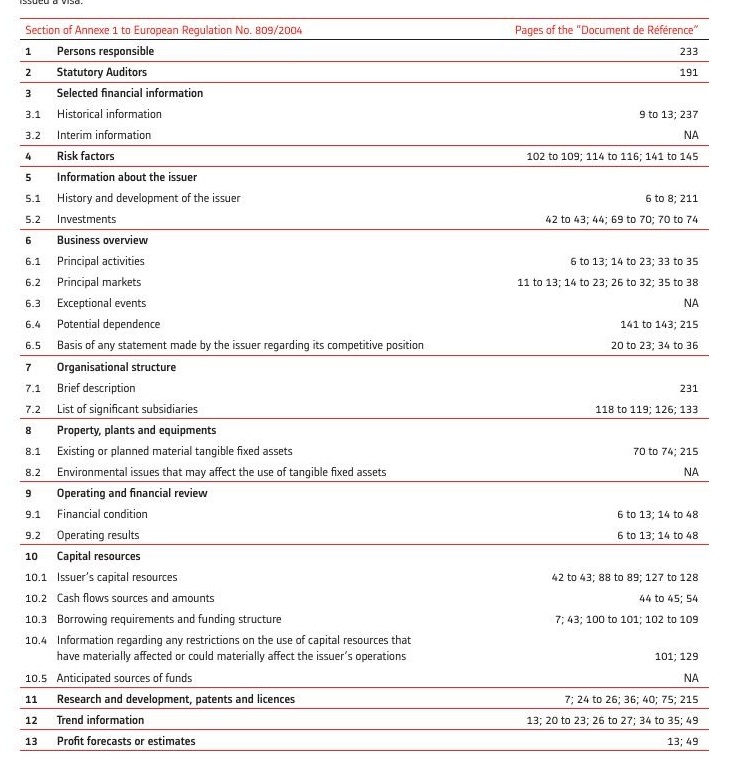 issued a visa.
Section of Annexe 1 to European Regulation No. 809/2004 Pages of the "Document de Référence"
1 Persons responsible 233
2 Statutory Auditors 191
3 Selected financial information
3.1 Historical information 9 to 13; 237
3.2 Interim information NA
4 Risk factors 102 to 109; 114 to 116; 141 to 145
5 Information about the issuer
5.1 History and development of the issuer 6 to 8; 211
5.2 Investments 42 to 43; 44; 69 to 70; 70 to 74
6 Business overview
6.1 Principal activities 6 to 13; 14 to 23; 33 to 35
6.2 Principal markets 11 to 13; 14 to 23; 26 to 32; 35 to 38
6.3 Exceptional events NA
6.4 Potential dependence 141 to 143; 215
6.5 Basis of any statement made by the issuer regarding its competitive position 20 to 23; 34 to 36
7 Organisational structure
7.1 Brief description 231
7.2 List of significant subsidiaries 118 to 119; 126; 133
8 Property, plants and equipments
8.1 Existing or planned material tangible fixed assets 70 to 74; 215
8.2 Environmental issues that may affect the use of tangible fixed assets NA
9 Operating and financial review
9.1 Financial condition 6 to 13; 14 to 48
9.2 Operating results 6 to 13; 14 to 48
10 Capital resources
10.1 Issuer's capital resources 42 to 43; 88 to 89; 127 to 128
10.2 Cash flows sources and amounts 44 to 45; 54
10.3 Borrowing requirements and funding structure 7; 43; 100 to 101; 102 to 109
10.4 Information regarding any restrictions on the use of capital resources that
have materially affected or could materially affect the issuer's operations 101; 129
10.5 Anticipated sources of funds NA
11 Research and development, patents and licences 7; 24 to 26; 36; 40; 75; 215
12 Trend information 13; 20 to 23; 26 to 27; 34 to 35; 49
13 Profit forecasts or estimates 13; 49